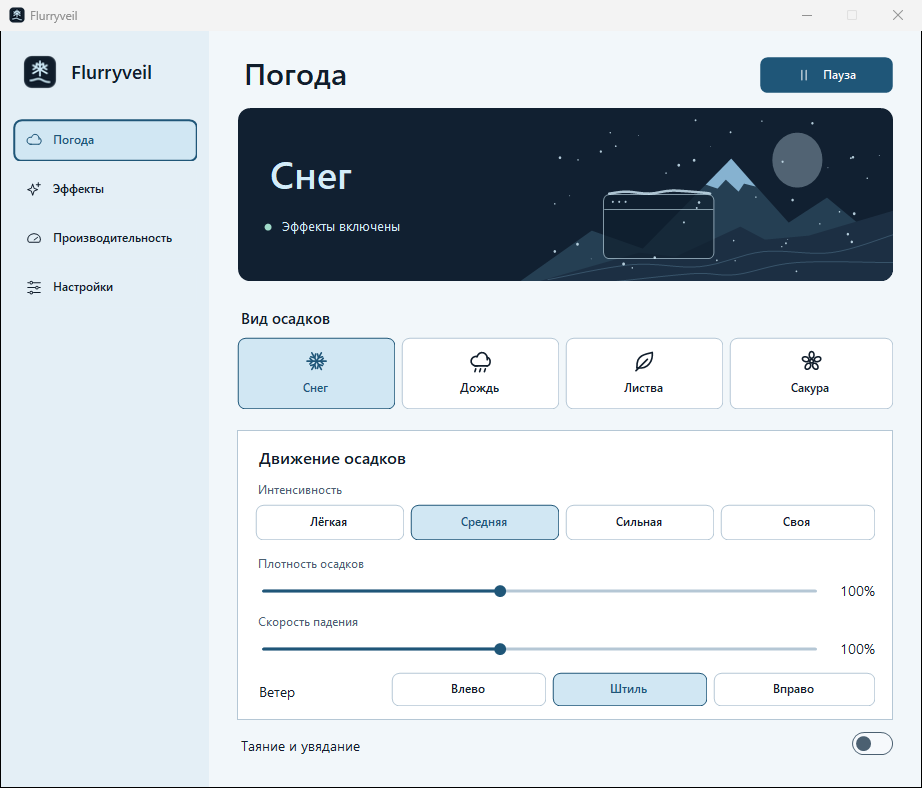 Flurryveil
Flurryveil
Погода
Эффекты
Производительность
Настройки
Погода
Пауза
Снег
Эффекты включены
Вид осадков
Снег
Дождь
Листва
Сакура
Движение осадков
Интенсивность
Лёгкая
Средняя
Сильная
Своя
Плотность осадков
100%
Скорость падения
100%
Ветер
Влево
Штиль
Вправо
Таяние и увядание